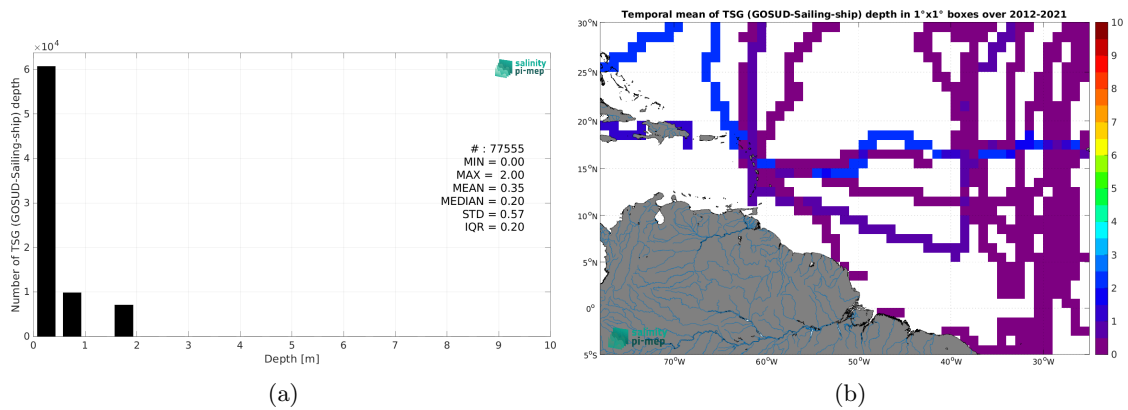 ×10⁴
6
5
4
3
2
1
0
Number of TSG (GOSUD-Sailing-ship) depth
salinity
pi-mep
# : 77555
MIN = 0.00
MAX = 2.00
MEAN = 0.35
MEDIAN = 0.20
STD = 0.57
IQR = 0.20
0 1 2 3 4 5 6 7 8 9 10
Depth [m]
(a)
Temporal mean of TSG (GOSUD-Sailing-ship) depth in 1°x1° boxes over 2012-2021
30°N
25°N
20°N
15°N
10°N
5°N
0°
5°S
salinity
pi-mep
70°W 60°W 50°W 40°W 30°W
10
9
8
7
6
5
4
3
2
1
0
(b)